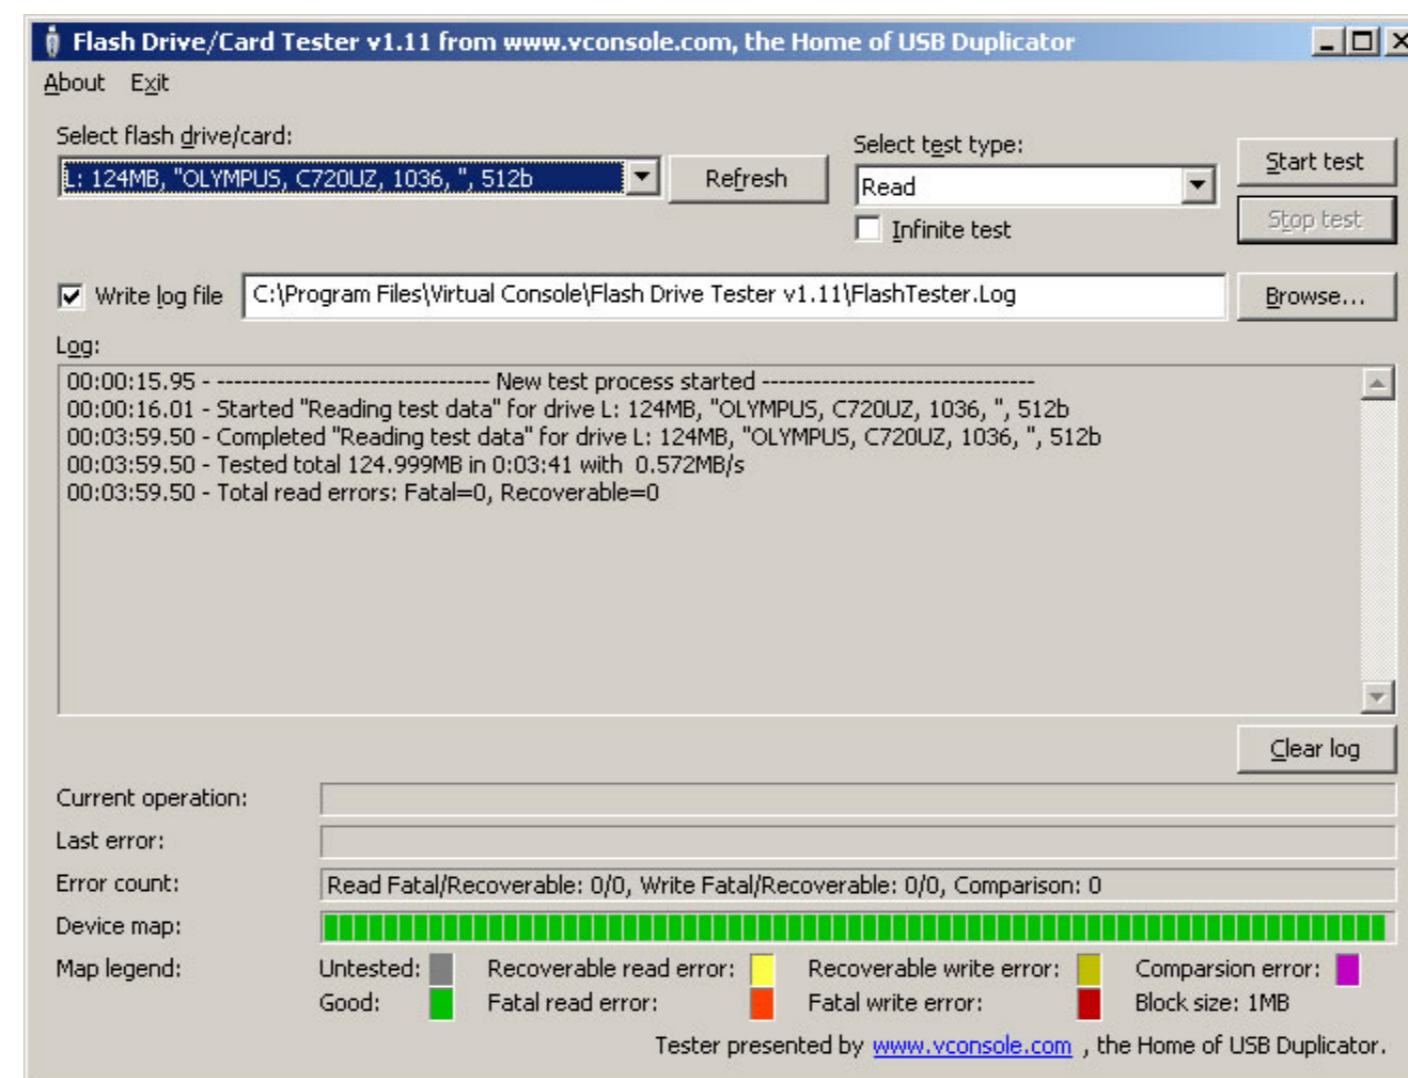 Flash Drive/Card Tester v1.11 from www.vconsole.com, the Home of USB Duplicator
About Exit
Select flash drive/card:
L: 124MB, "OLYMPUS, C720UZ, 1036, ", 512b
Refresh
Select test type:
Read
Infinite test
Start test
Stop test
Write log file C:\Program Files\Virtual Console\Flash Drive Tester v1.11\FlashTester.Log Browse...
Log:
00:00:15.95 - -------------------------------- New test process started --------------------------------
00:00:16.01 - Started "Reading test data" for drive L: 124MB, "OLYMPUS, C720UZ, 1036, ", 512b
00:03:59.50 - Completed "Reading test data" for drive L: 124MB, "OLYMPUS, C720UZ, 1036, ", 512b
00:03:59.50 - Tested total 124.999MB in 0:03:41 with  0.572MB/s
00:03:59.50 - Total read errors: Fatal=0, Recoverable=0
Clear log
Current operation:
Last error:
Error count: Read Fatal/Recoverable: 0/0, Write Fatal/Recoverable: 0/0, Comparison: 0
Device map:
Map legend: Untested: Recoverable read error: Recoverable write error: Comparsion error:
Good: Fatal read error: Fatal write error: Block size: 1MB
Tester presented by www.vconsole.com , the Home of USB Duplicator.